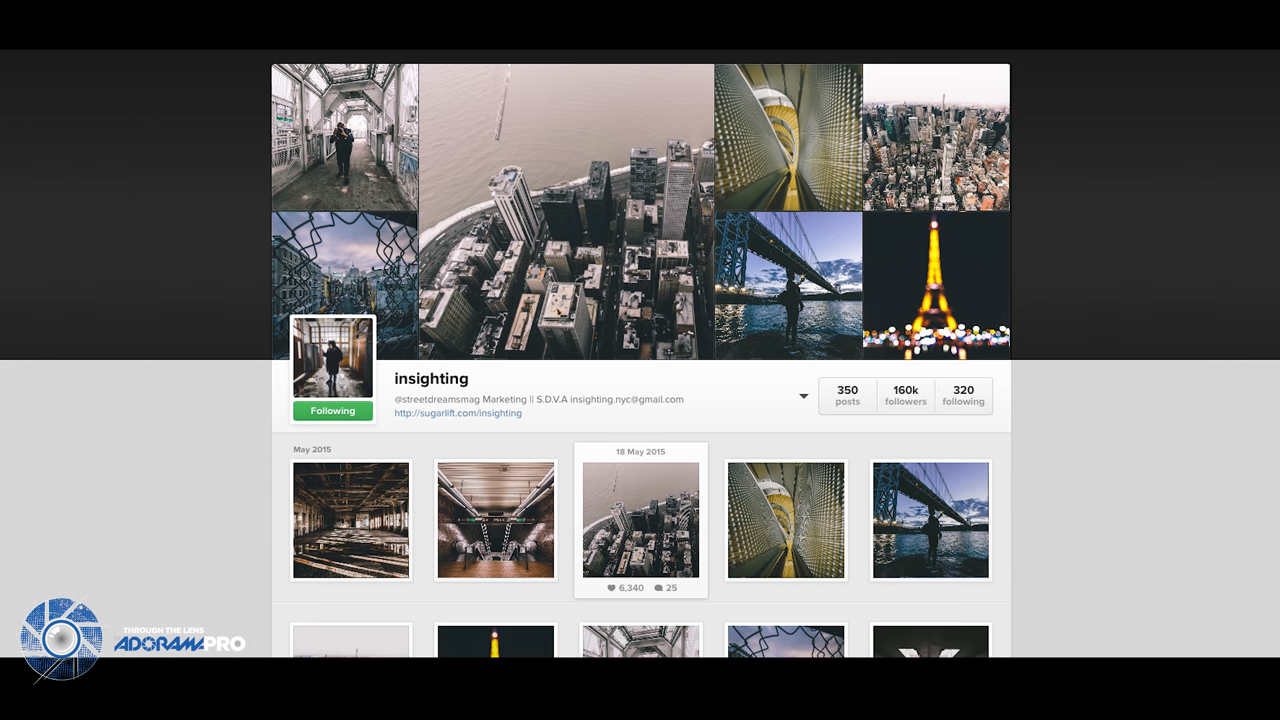 insighting
@streetdreamsmag Marketing || S.D.V.A insighting.nyc@gmail.com
http://sugarlift.com/insighting
Following
350 posts
160k followers
320 following
May 2015
18 May 2015
6,340 25
THROUGH THE LENS
ADORAMAPRO